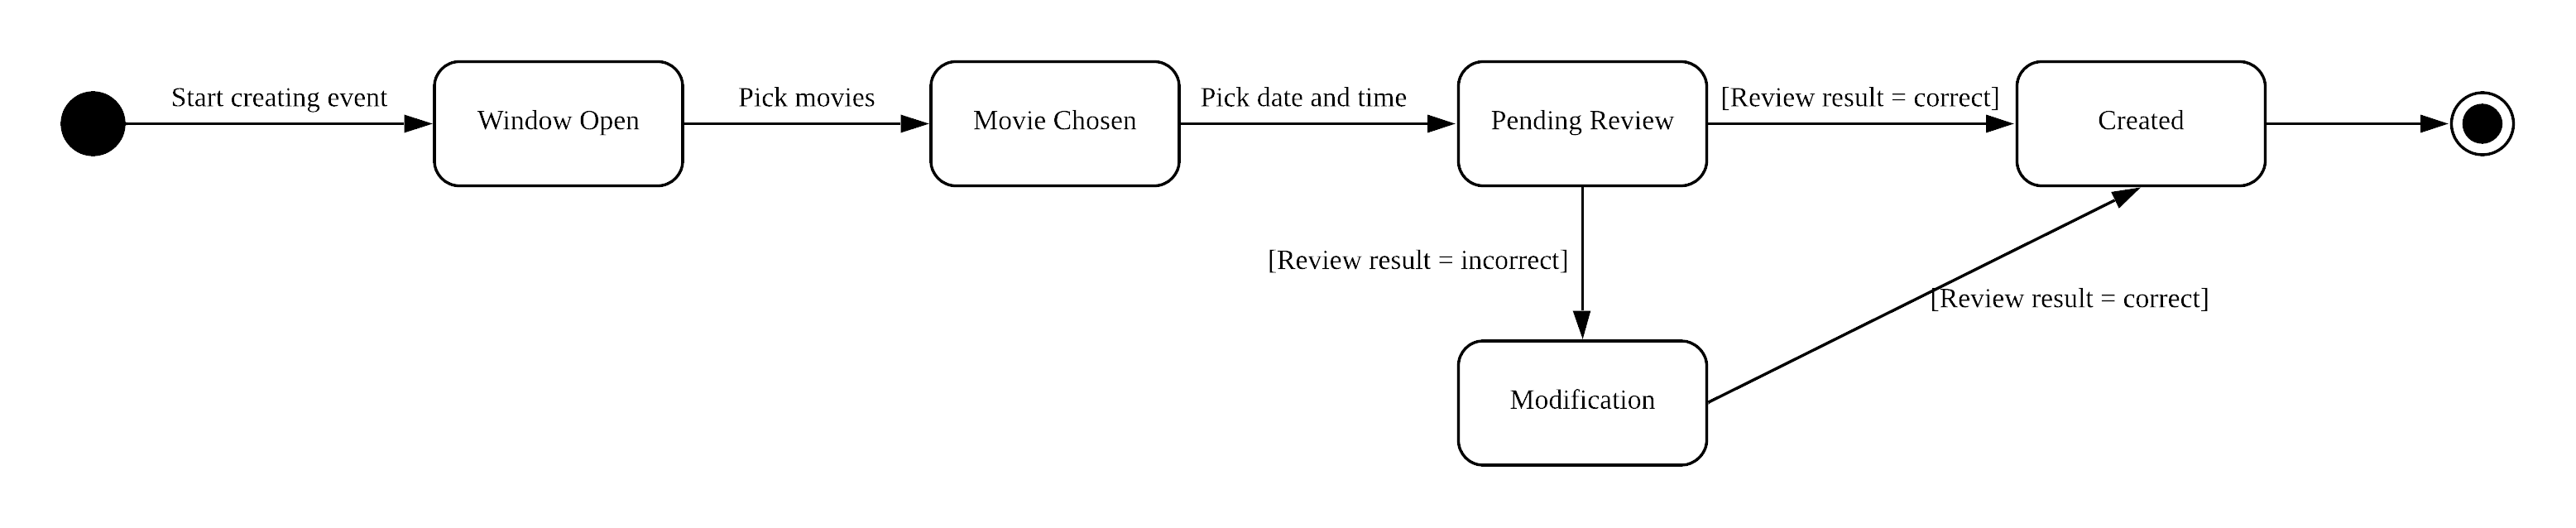 Start creating event
Window Open
Pick movies
Movie Chosen
Pick date and time
Pending Review
[Review result = correct]
Created
[Review result = incorrect]
[Review result = correct]
Modification